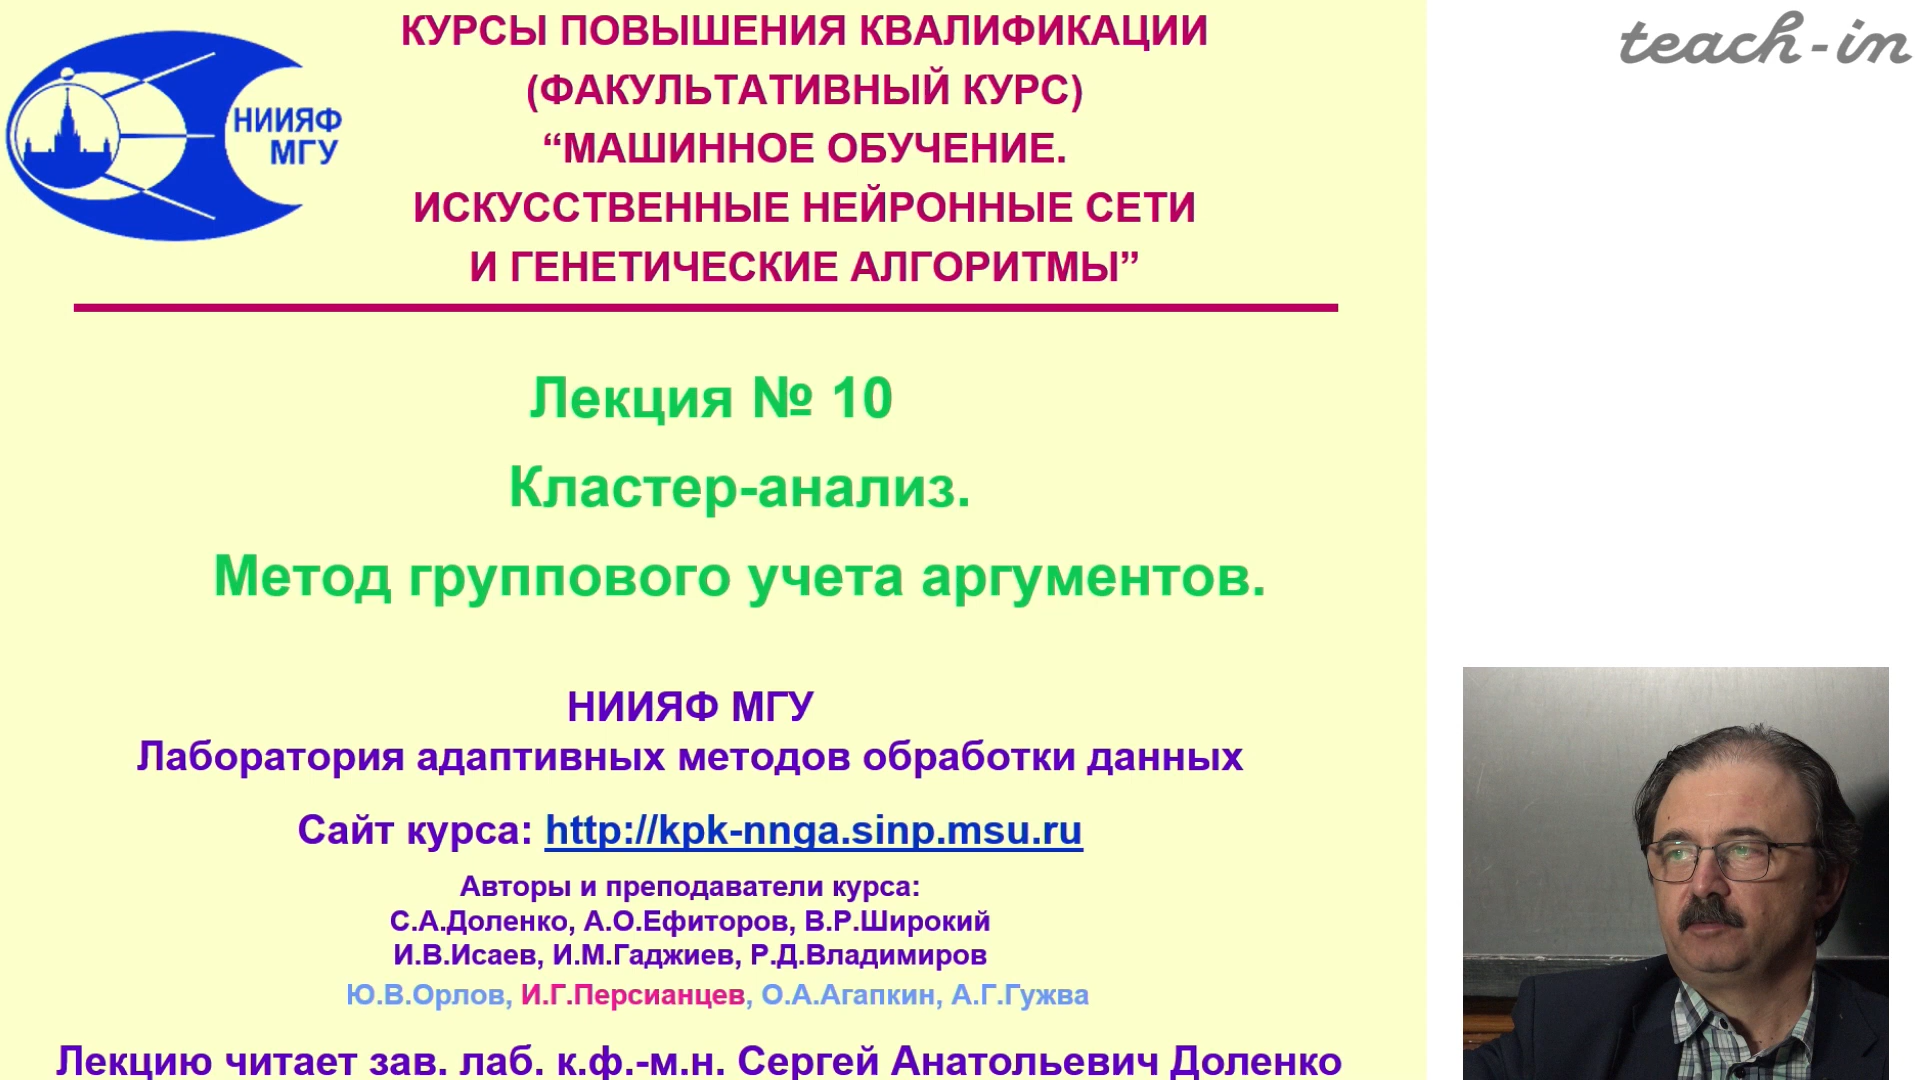 КУРСЫ ПОВЫШЕНИЯ КВАЛИФИКАЦИИ
(ФАКУЛЬТАТИВНЫЙ КУРС)
“МАШИННОЕ ОБУЧЕНИЕ.
ИСКУССТВЕННЫЕ НЕЙРОННЫЕ СЕТИ
И ГЕНЕТИЧЕСКИЕ АЛГОРИТМЫ”
НИИЯФ
МГУ
teach-in
Лекция № 10
Кластер-анализ.
Метод группового учета аргументов.
НИИЯФ МГУ
Лаборатория адаптивных методов обработки данных
Сайт курса: http://kpk-nnga.sinp.msu.ru
Авторы и преподаватели курса:
С.А.Доленко, А.О.Ефиторов, В.Р.Широкий
И.В.Исаев, И.М.Гаджиев, Р.Д.Владимиров
Ю.В.Орлов, И.Г.Персианцев, О.А.Агапкин, А.Г.Гужва
Лекцию читает зав. лаб. к.ф.-м.н. Сергей Анатольевич Доленко